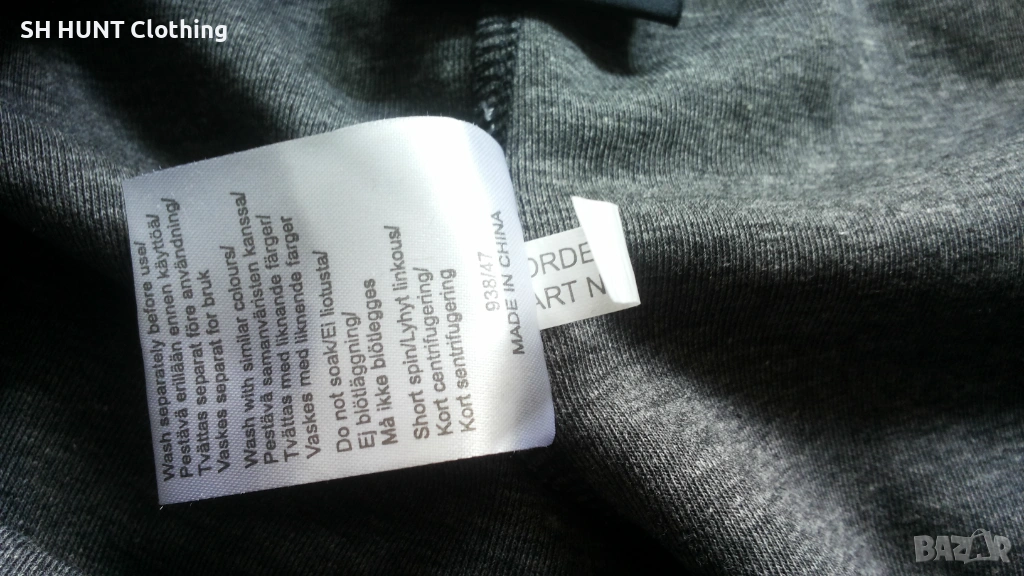 SH HUNT Clothing
Wash separately before use/
Pestävä erillään ennen käyttöä/
Tvättas separat före användning/
Vaskes separat for bruk
Wash with similar colours/
Pestävä samanväristen kanssa/
Tvättas med liknande färger/
Vaskes med liknende farger
Do not soak/Ei liotusta/
Ej blötläggning/
Må ikke blötlegges
Short spin/Lyhyt linkous/
Kort centrifugering/
Kort sentrifugering
938/47
MADE IN CHINA
ORDE
ART N
BAZAR